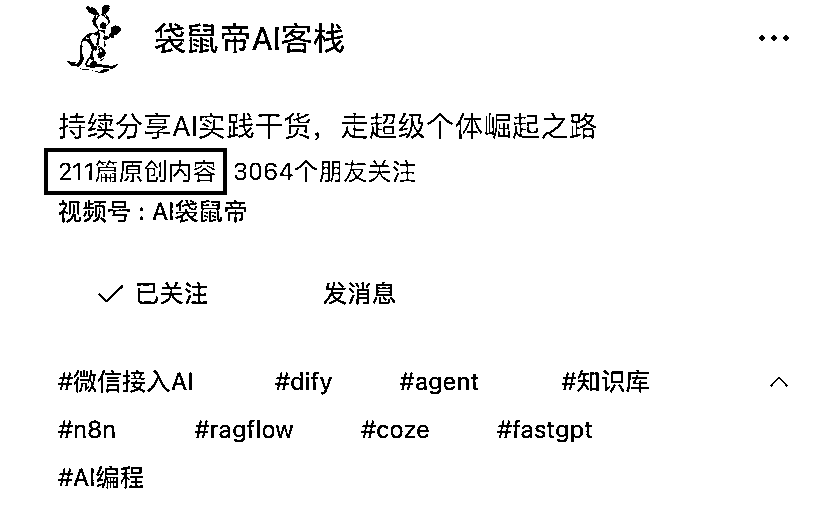 袋鼠帝AI客栈
持续分享AI实践干货，走超级个体崛起之路
211篇原创内容 3064个朋友关注
视频号：AI袋鼠帝
已关注 发消息
#微信接入AI #dify #agent #知识库
#n8n #ragflow #coze #fastgpt
#AI编程